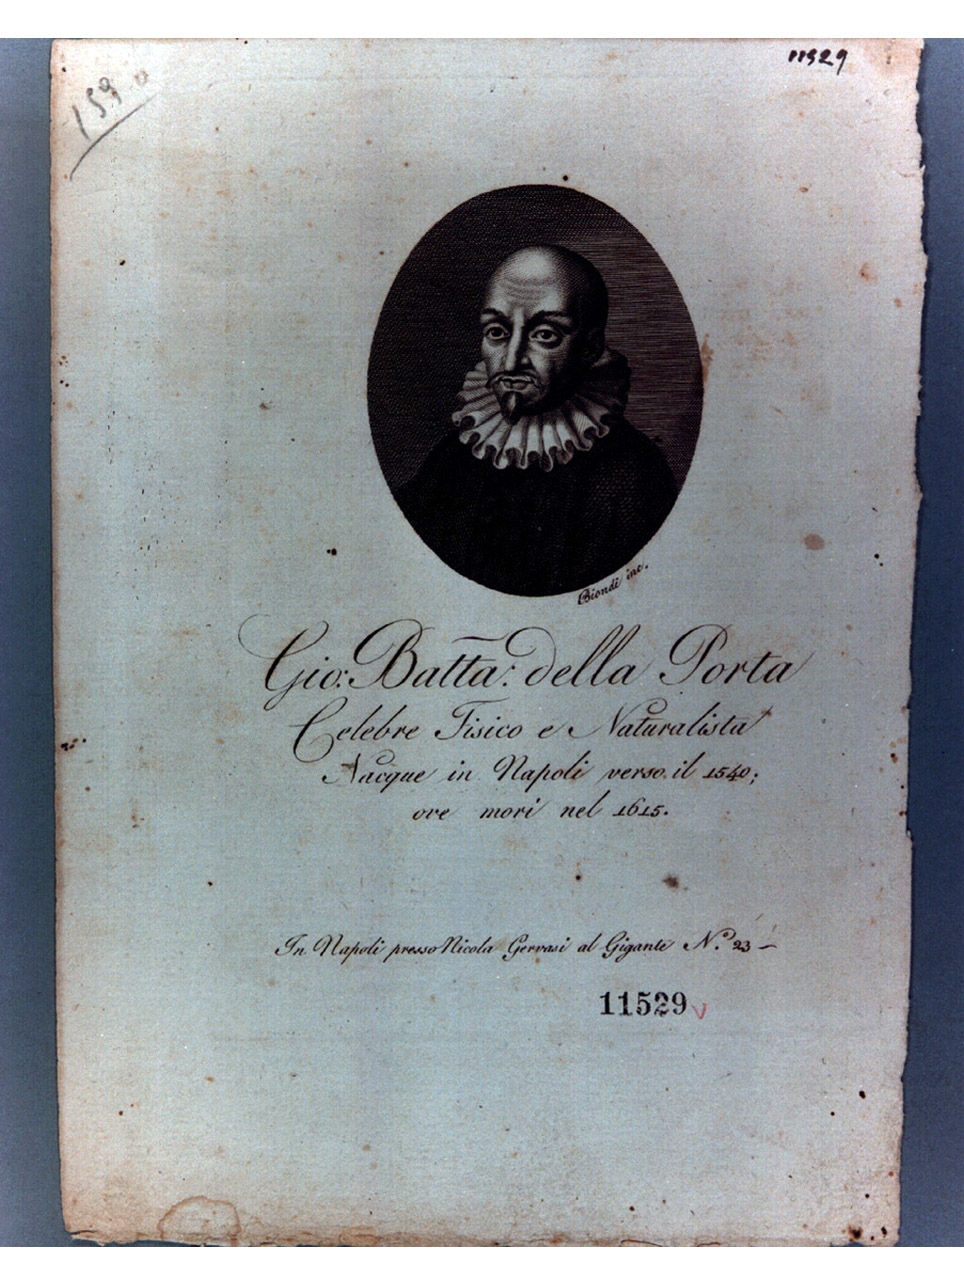 11529
159
Biondi inc.
Gio: Batta: della Porta
Celebre Fisico e Naturalista
Nacque in Napoli verso il 1540;
ove morì nel 1615.
In Napoli presso Nicola Gervasi al Gigante N.º 23
11529